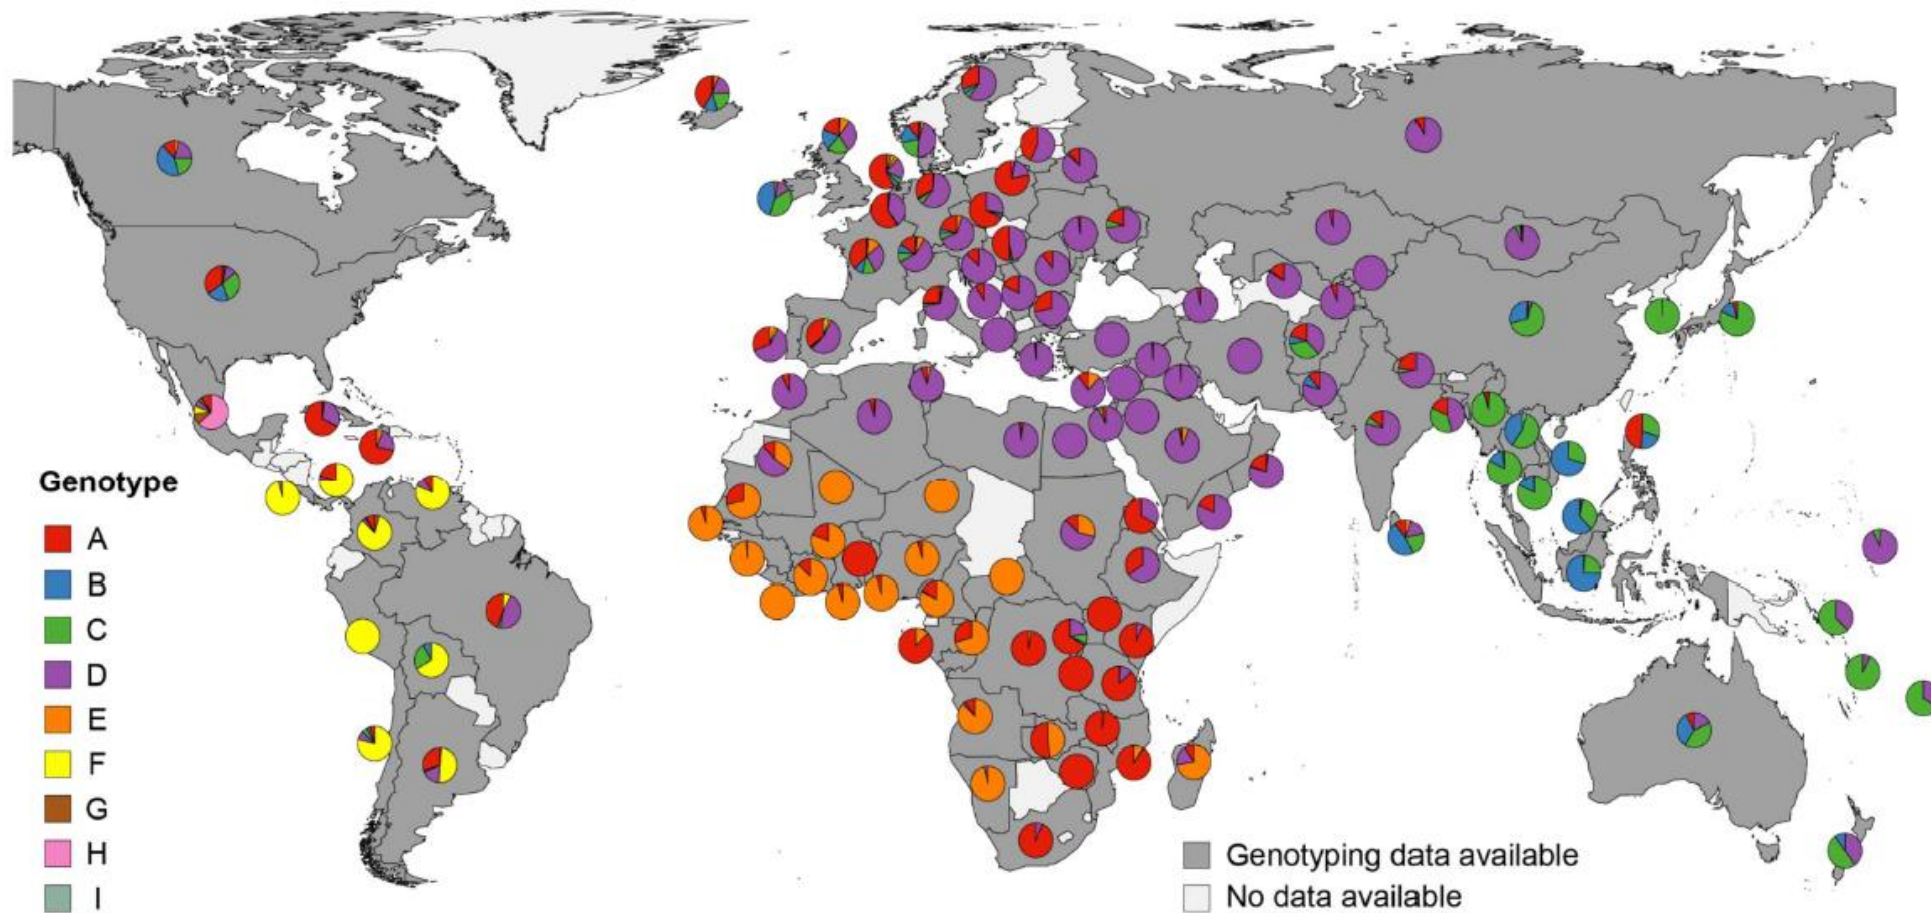 Genotype
A
B
C
D
E
F
G
H
I
Genotyping data available
No data available